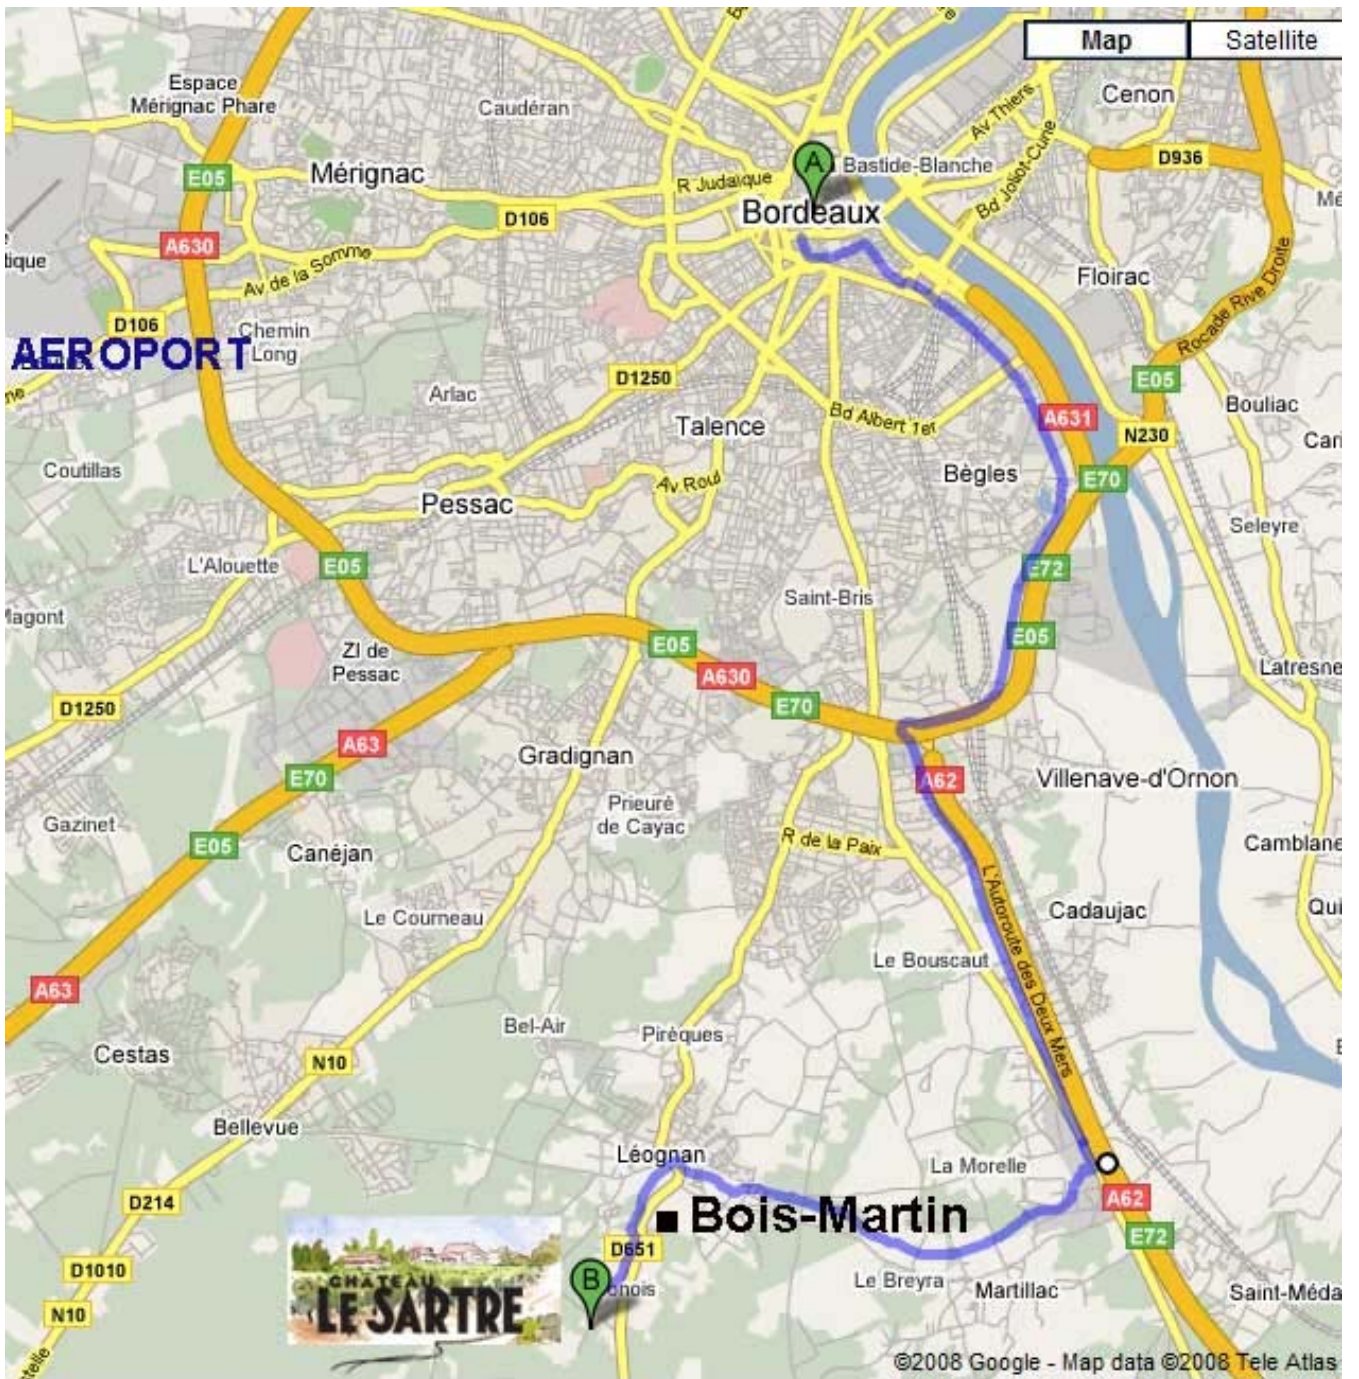 Map
Satellite
Espace
Mérignac Phare
Caudéran
Cenon
Av Thiers
A
Bastide-Blanche
Bd Joliot-Curie
D936
E05
Mérignac
R Judaïque
D106
Bordeaux
A630
Av de la Somme
Floirac
Rocade Rive Droite
D106
Chemin
Long
AEROPORT
D1250
E05
Arlac
Talence
Bd Albert 1er
A631
Bouliac
N230
Coutillas
Pessac
Av Roul
Bègles
E70
Seleyre
L'Alouette
E05
Saint-Bris
E72
E05
ZI de
Pessac
E05
A630
E70
D1250
A63
E70
Gradignan
A62
Villenave-d'Ornon
Prieuré
de Cayac
Gazinet
E05
Canéjan
R de la Paix
L'Autoroute des Deux Mers
Le Courneau
Cadaujac
Le Bouscaut
A63
Bel-Air
Pirèques
Cestas
N10
Bellevue
Léognan
La Morelle
D214
Bois-Martin
A62
E72
D651
D1010
B
Le Breyra
Martillac
N10
CHÂTEAU
LE SARTRE
©2008 Google - Map data ©2008 Tele Atlas